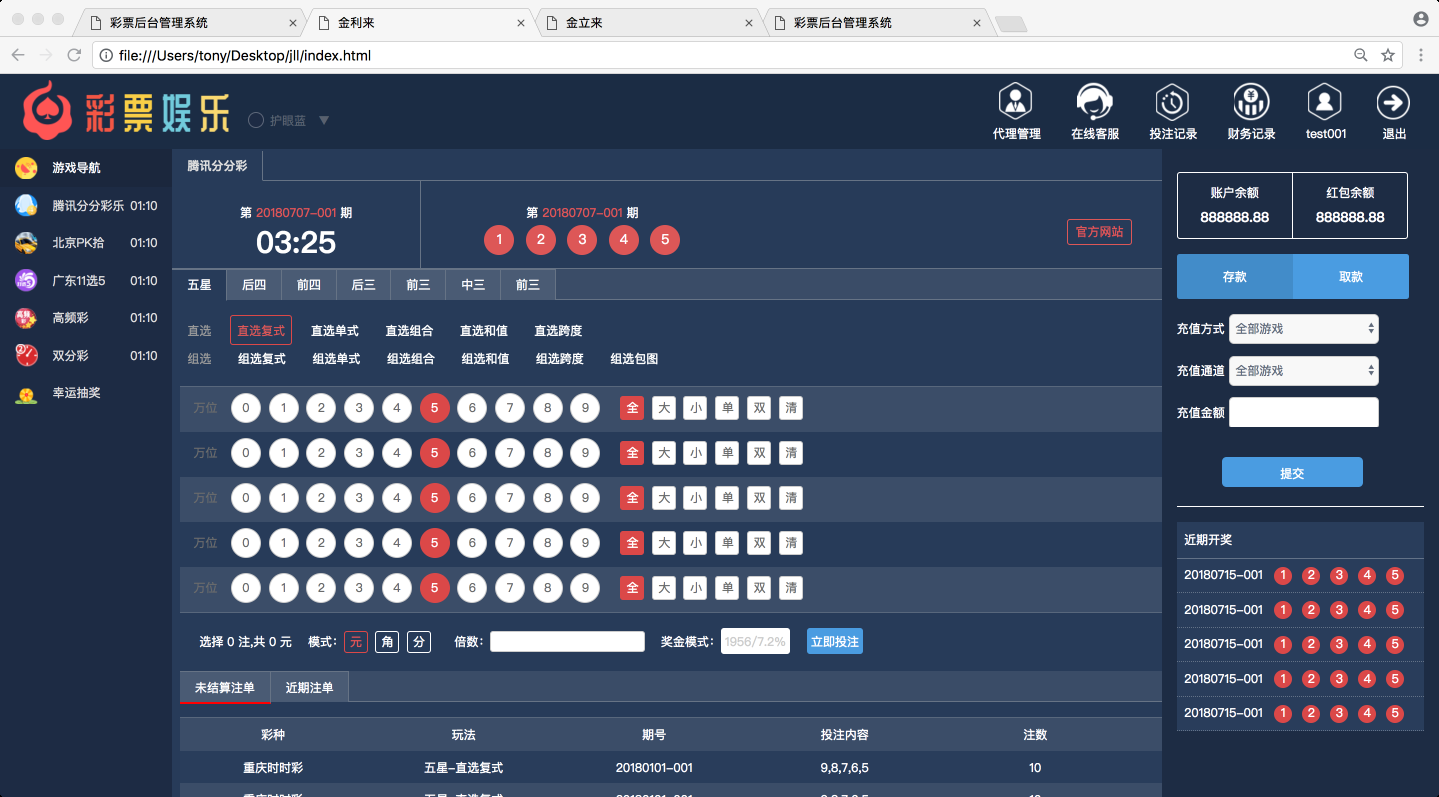 彩票后台管理系统 金利来 金立来 彩票后台管理系统
file:///Users/tony/Desktop/jll/index.html
彩票娱乐 护眼蓝
代理管理 在线客服 投注记录 财务记录 test001 退出
游戏导航
腾讯分分彩乐 01:10
北京PK拾 01:10
广东11选5 01:10
高频彩 01:10
双分彩 01:10
幸运抽奖
腾讯分分彩
第 20180707-001 期
03:25
第 20180707-001 期
1 2 3 4 5
官方网站
五星 后四 前四 后三 前三 中三 前三
直选 直选复式 直选单式 直选组合 直选和值 直选跨度
组选 组选复式 组选单式 组选组合 组选和值 组选跨度 组选包图
万位 0 1 2 3 4 5 6 7 8 9 全 大 小 单 双 清
万位 0 1 2 3 4 5 6 7 8 9 全 大 小 单 双 清
万位 0 1 2 3 4 5 6 7 8 9 全 大 小 单 双 清
万位 0 1 2 3 4 5 6 7 8 9 全 大 小 单 双 清
万位 0 1 2 3 4 5 6 7 8 9 全 大 小 单 双 清
选择 0 注,共 0 元 模式: 元 角 分 倍数: 奖金模式: 1956/7.2% 立即投注
未结算注单 近期注单
彩种 玩法 期号 投注内容 注数
重庆时时彩 五星-直选复式 20180101-001 9,8,7,6,5 10
重庆时时彩 五星-直选复式 20180101-001 9,8,7,6,5 10
账户余额 红包余额
888888.88 888888.88
存款 取款
充值方式 全部游戏
充值通道 全部游戏
充值金额
提交
近期开奖
20180715-001 1 2 3 4 5
20180715-001 1 2 3 4 5
20180715-001 1 2 3 4 5
20180715-001 1 2 3 4 5
20180715-001 1 2 3 4 5